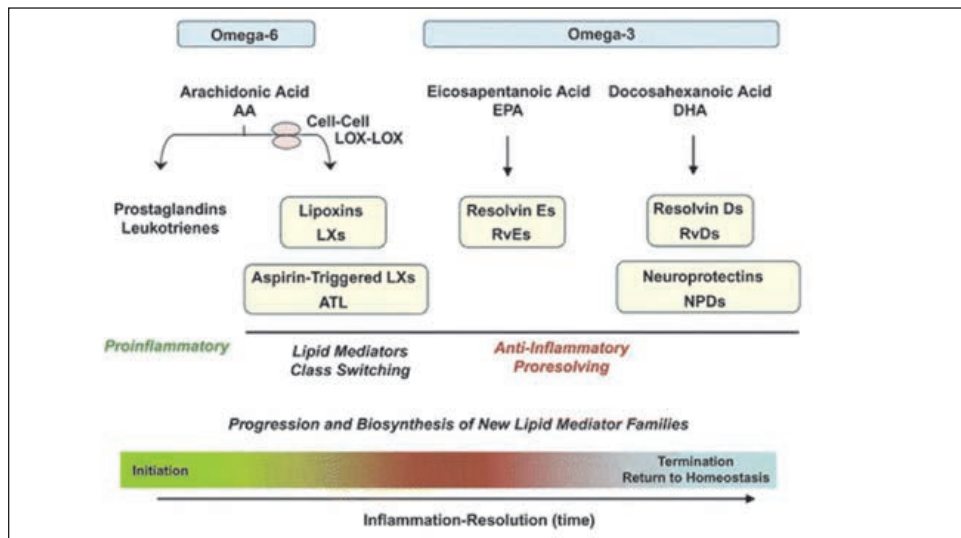 Omega-6
Omega-3
Arachidonic Acid
AA
Cell-Cell
LOX-LOX
Eicosapentanoic Acid
EPA
Docosahexanoic Acid
DHA
Prostaglandins
Leukotrienes
Lipoxins
LXs
Aspirin-Triggered LXs
ATL
Resolvin Es
RvEs
Resolvin Ds
RvDs
Neuroprotectins
NPDs
Proinflammatory
Lipid Mediators
Class Switching
Anti-Inflammatory
Proresolving
Progression and Biosynthesis of New Lipid Mediator Families
Initiation
Termination
Return to Homeostasis
Inflammation-Resolution (time)